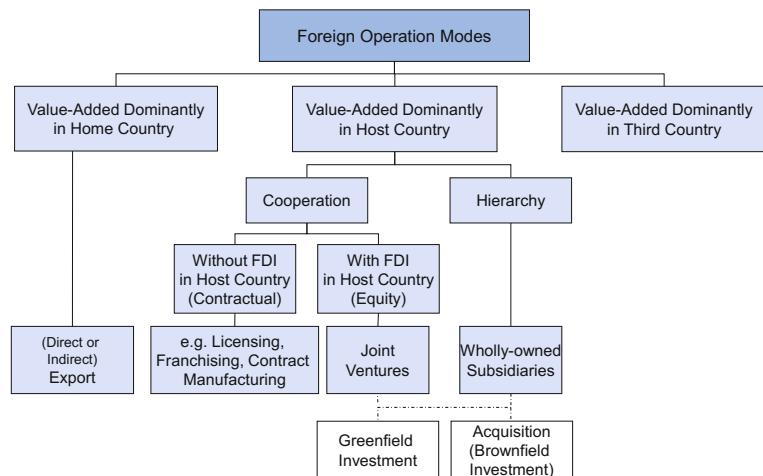 Foreign Operation Modes
Value-Added Dominantly
in Home Country
Value-Added Dominantly
in Host Country
Value-Added Dominantly
in Third Country
Cooperation
Hierarchy
Without FDI
in Host Country
(Contractual)
With FDI
in Host Country
(Equity)
(Direct or
Indirect)
Export
e.g. Licensing,
Franchising, Contract
Manufacturing
Joint
Ventures
Wholly-owned
Subsidiaries
Greenfield
Investment
Acquisition
(Brownfield
Investment)